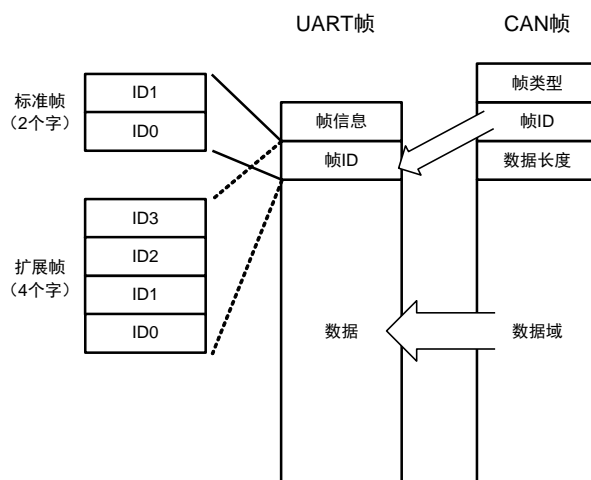 UART帧
CAN帧
标准帧
（2个字）
ID1
ID0
扩展帧
（4个字）
ID3
ID2
ID1
ID0
帧信息
帧ID
数据
帧类型
帧ID
数据长度
数据域